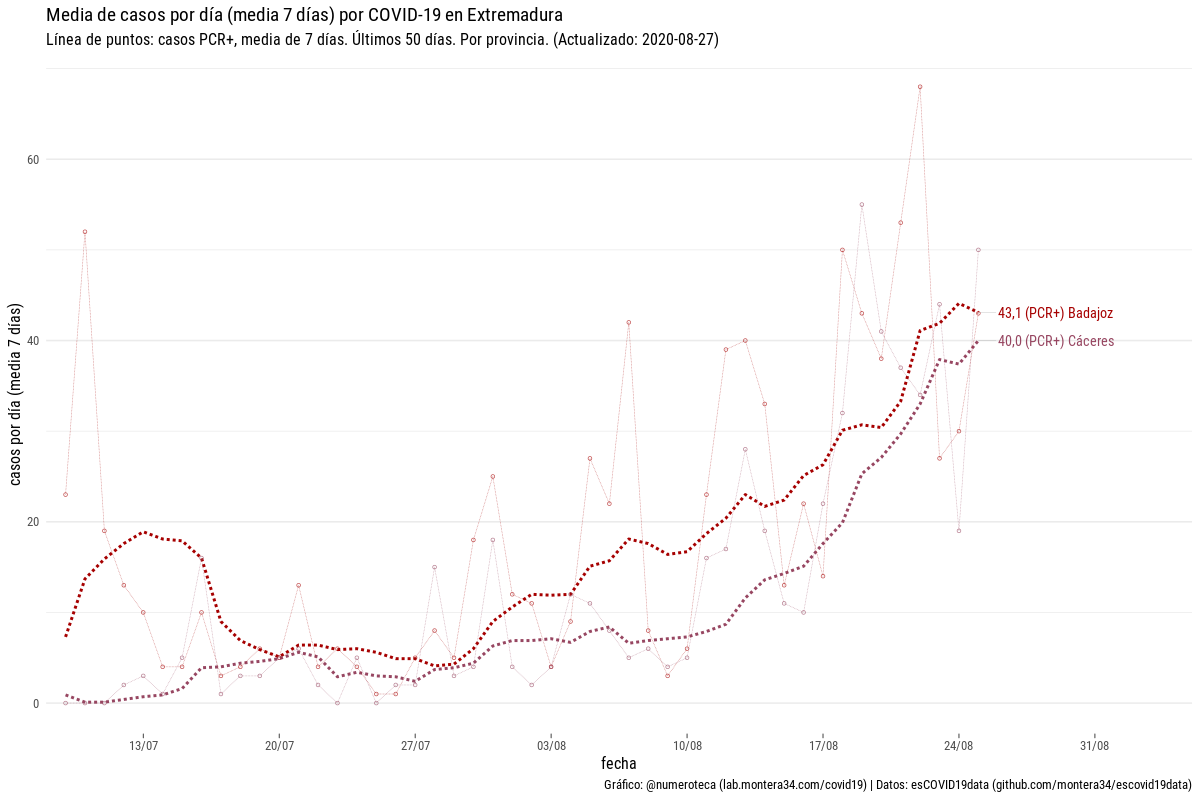 Media de casos por día (media 7 días) por COVID-19 en Extremadura
Línea de puntos: casos PCR+, media de 7 días. Últimos 50 días. Por provincia. (Actualizado: 2020-08-27)
casos por día (media 7 días)
60
40
20
0
43,1 (PCR+) Badajoz
40,0 (PCR+) Cáceres
13/07
20/07
27/07
03/08
10/08
17/08
24/08
31/08
fecha
Gráfico: @numeroteca (lab.montera34.com/covid19) | Datos: esCOVID19data (github.com/montera34/escovid19data)